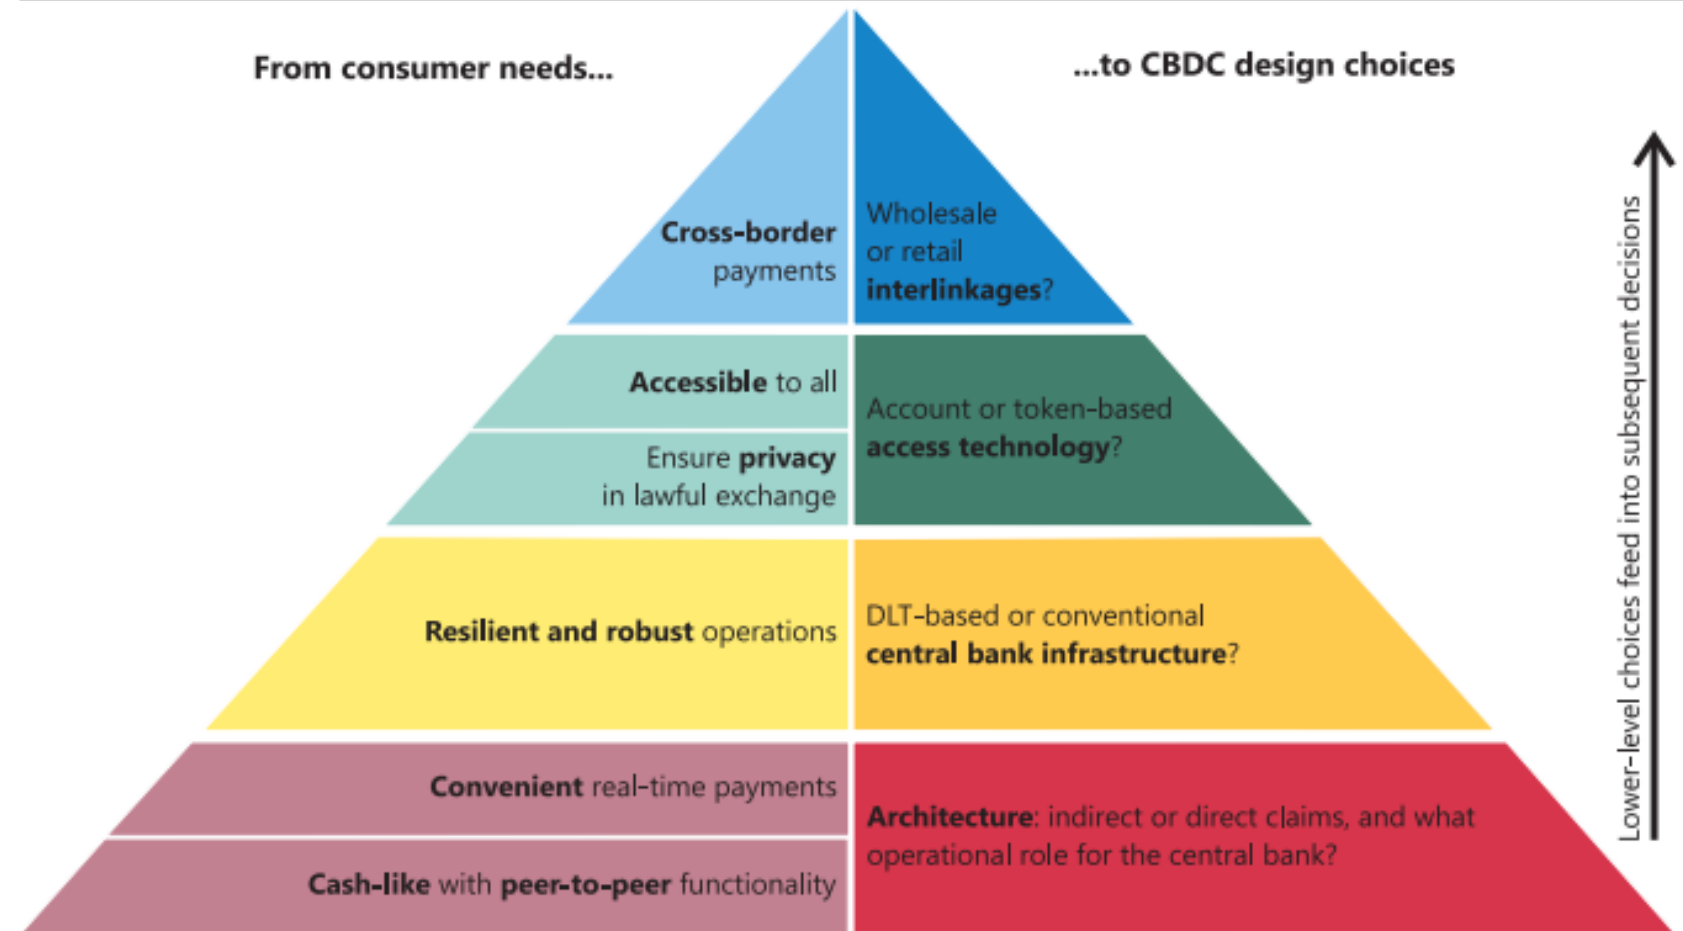 From consumer needs...
...to CBDC design choices
Cross-border
payments
Wholesale
or retail
interlinkages?
Accessible to all
Ensure privacy
in lawful exchange
Account or token-based
access technology?
Resilient and robust operations
DLT-based or conventional
central bank infrastructure?
Convenient real-time payments
Cash-like with peer-to-peer functionality
Architecture: indirect or direct claims, and what
operational role for the central bank?
Lower-level choices feed into subsequent decisions